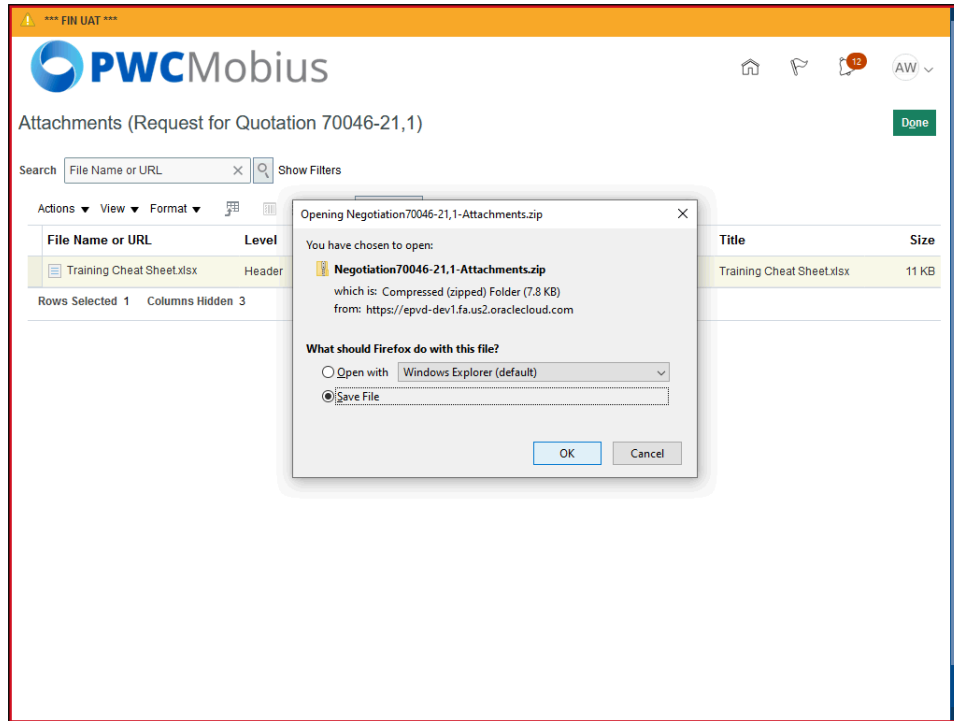 *** FIN UAT ***
PWCMobius
12
AW
Attachments (Request for Quotation 70046-21,1)
Done
Search File Name or URL Show Filters
Actions View Format
File Name or URL Level Title Size
Training Cheat Sheet.xlsx Header Training Cheat Sheet.xlsx 11 KB
Rows Selected 1 Columns Hidden 3
Opening Negotiation70046-21,1-Attachments.zip
You have chosen to open:
Negotiation70046-21,1-Attachments.zip
which is: Compressed (zipped) Folder (7.8 KB)
from: https://epvd-dev1.fa.us2.oraclecloud.com
What should Firefox do with this file?
Open with Windows Explorer (default)
Save File
OK Cancel